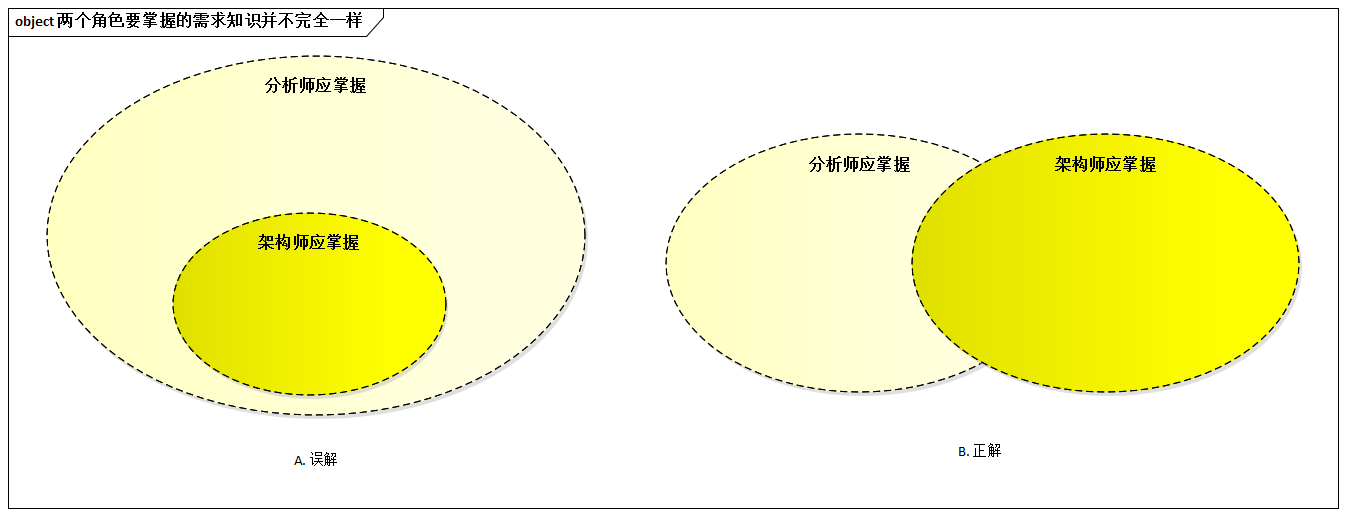 object 两个角色要掌握的需求知识并不完全一样
分析师应掌握
架构师应掌握
A. 误解
分析师应掌握
架构师应掌握
B. 正解